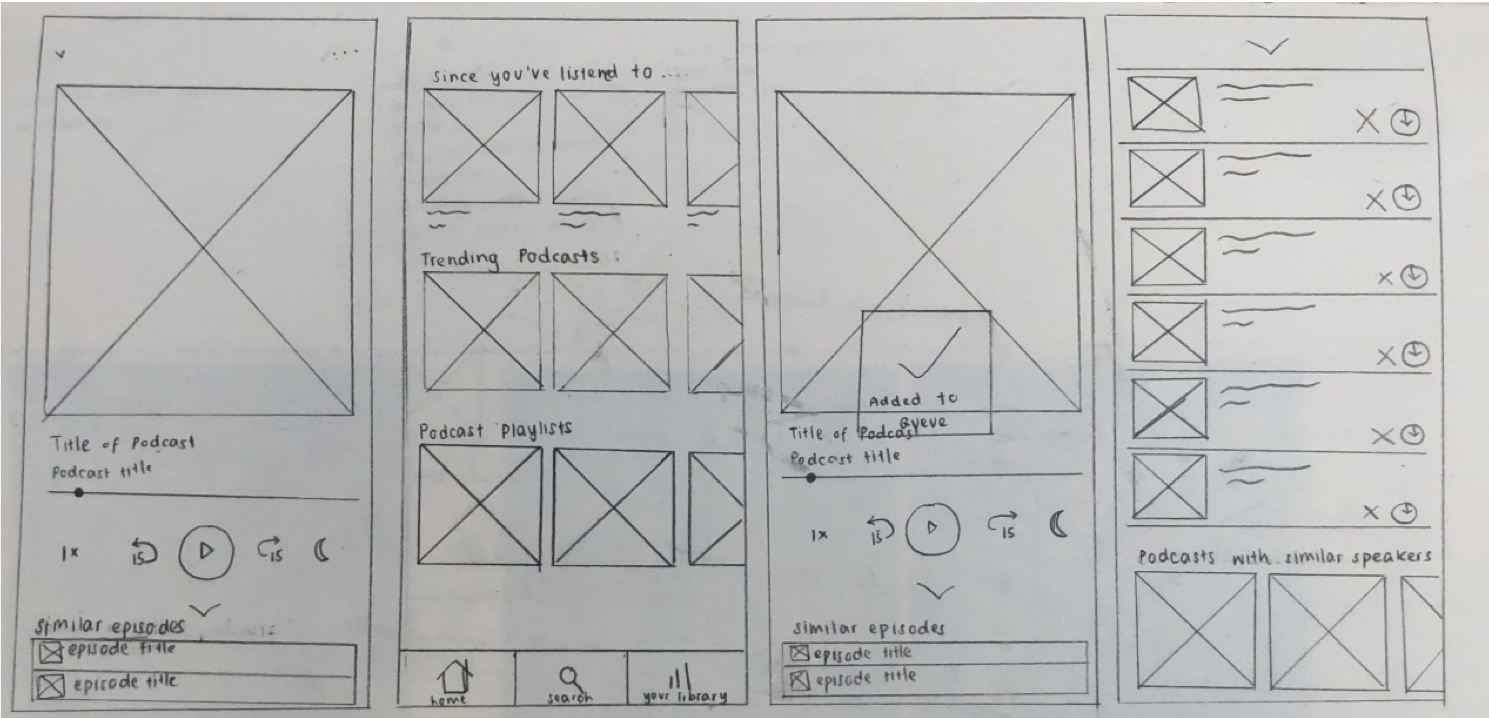 Title of Podcast
Podcast title
1x
15
15
similar episodes
episode title
episode title
Since you've listend to ....
Trending Podcasts
Podcast Playlists
home
search
your library
Added to
Queue
Title of Podcast
Podcast title
1x
15
15
similar episodes
episode title
episode title
Podcasts with similar speakers